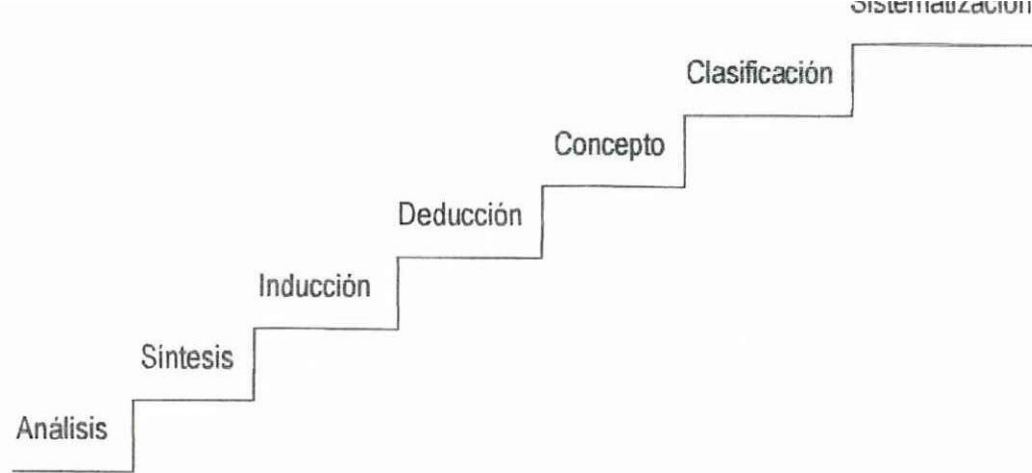 Sistematización
Clasificación
Concepto
Deducción
Inducción
Síntesis
Análisis